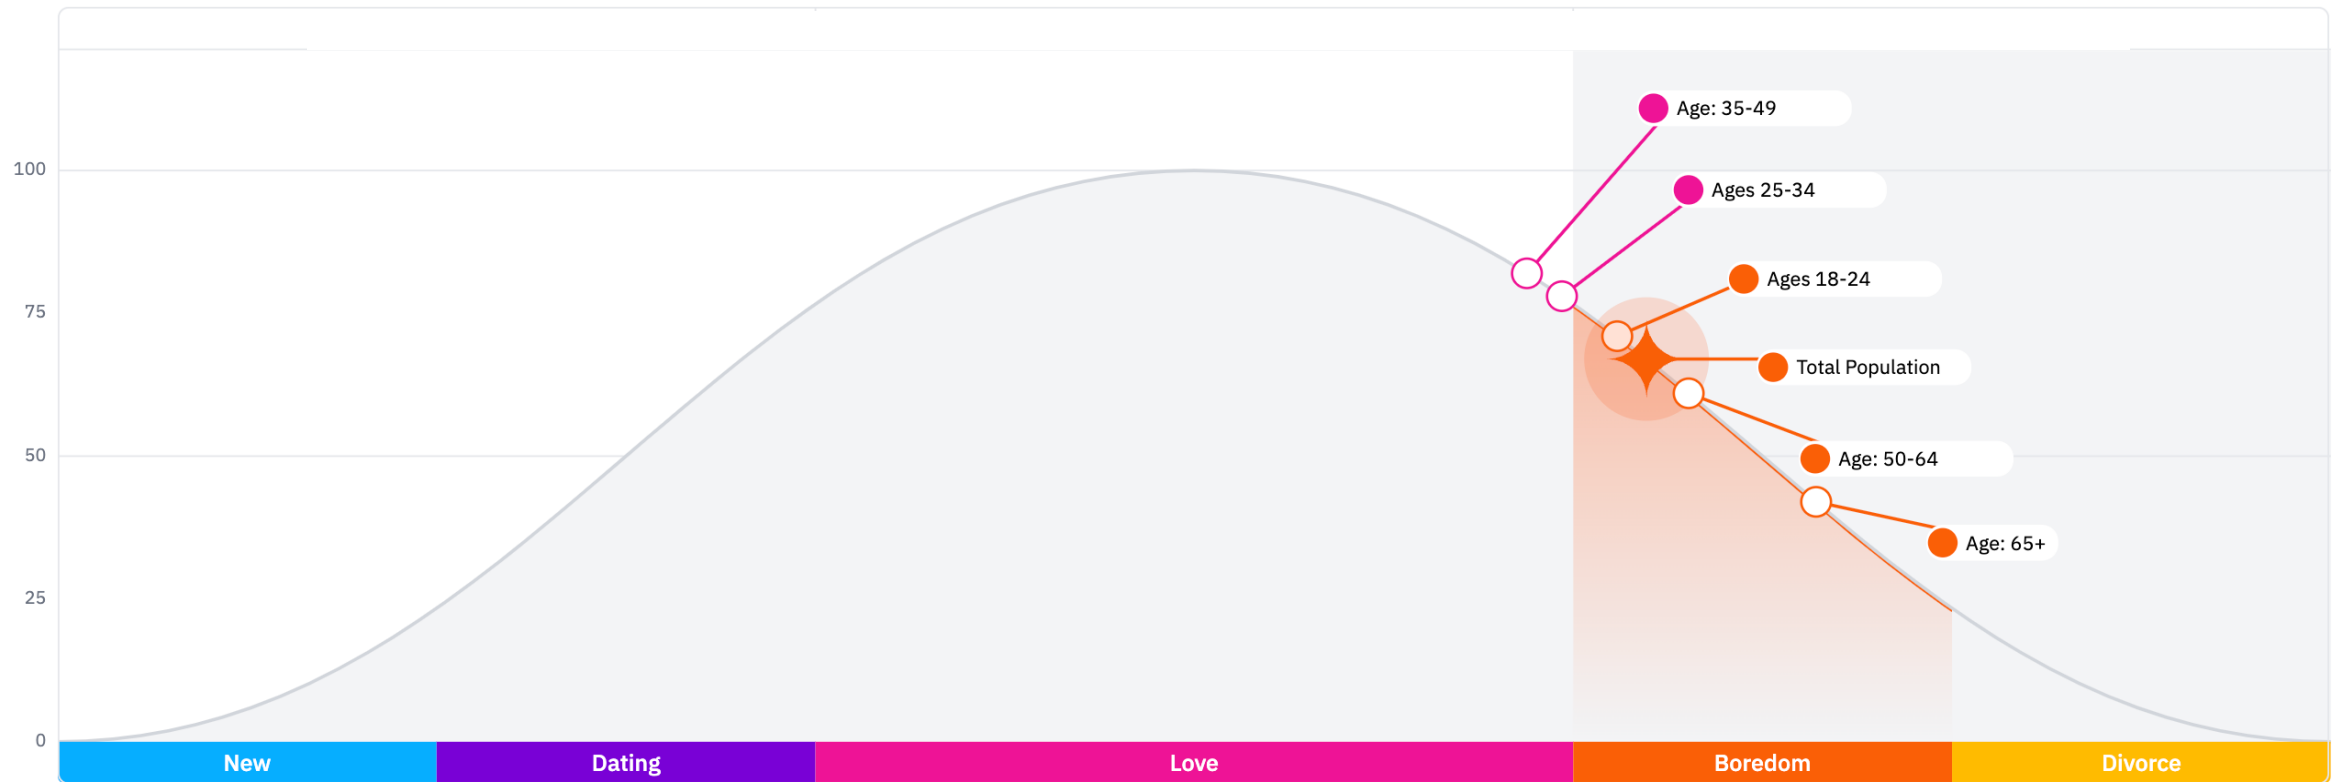 Age: 35-49
100
Ages 25-34
Ages 18-24
75
Total Population
50
Age: 50-64
Age: 65+
25
0
New
Dating
Love
Boredom
Divorce